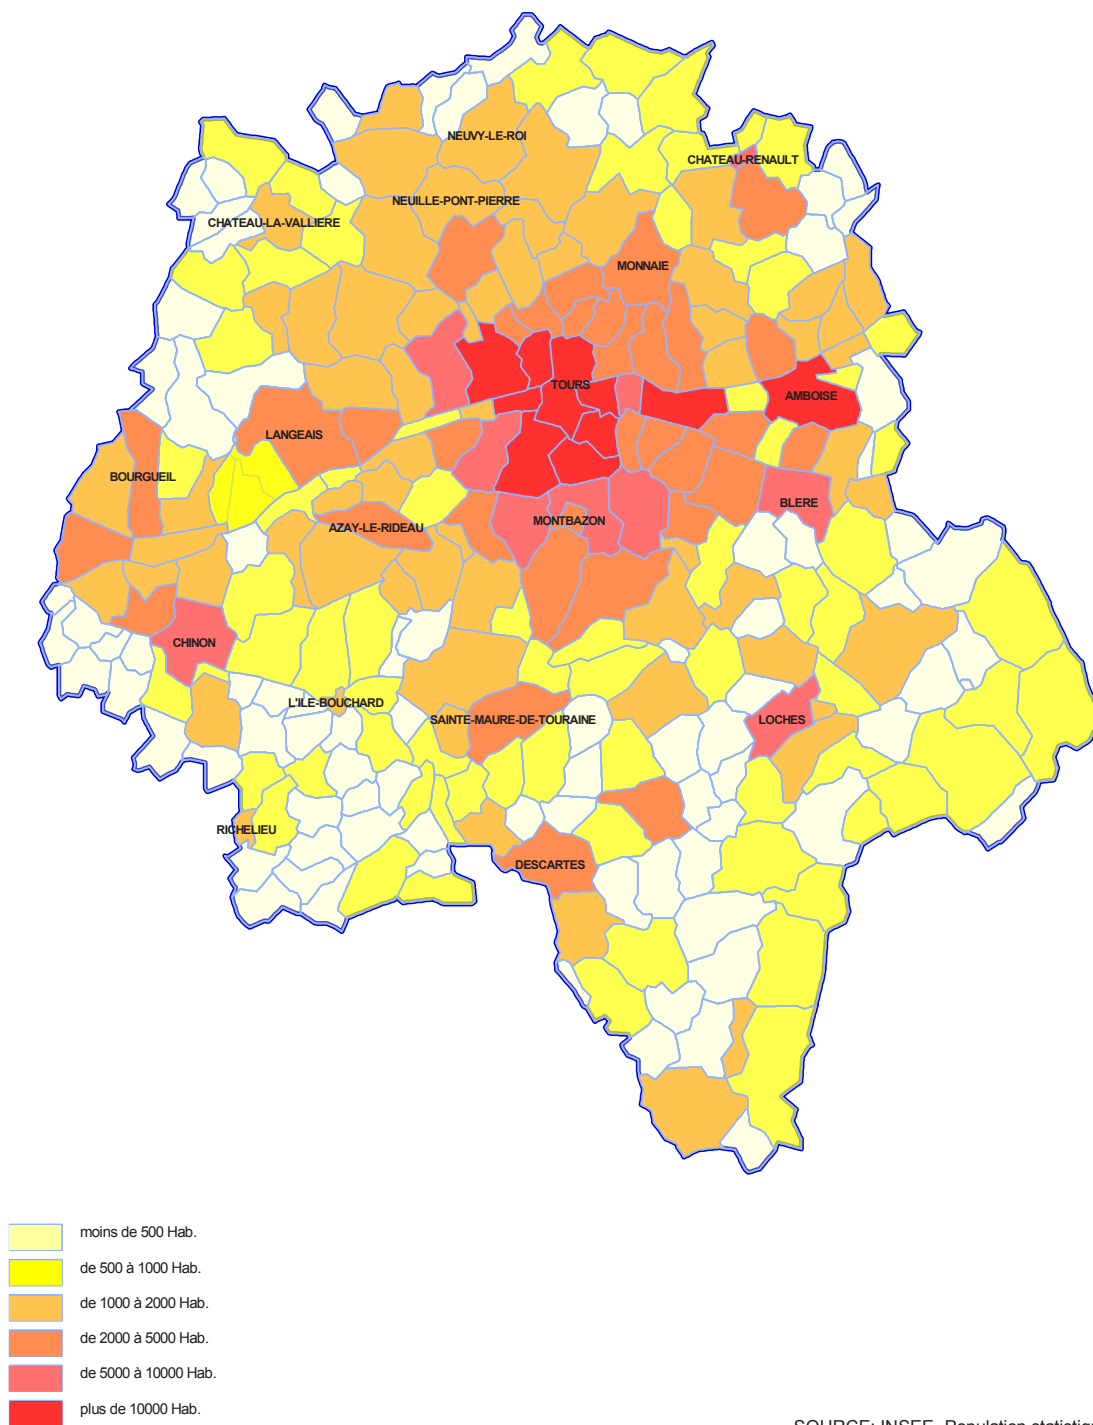 NEUVY-LE-ROI
CHATEAU-RENAULT
NEUILLE-PONT-PIERRE
CHATEAU-LA-VALLIERE
MONNAIE
TOURS
AMBOISE
LANGEAIS
BOURGUEIL
BLERE
MONTBAZON
AZAY-LE-RIDEAU
CHINON
L'ILE-BOUCHARD
SAINTE-MAURE-DE-TOURAINE
LOCHES
RICHELIEU
DESCARTES
moins de 500 Hab.
de 500 à 1000 Hab.
de 1000 à 2000 Hab.
de 2000 à 5000 Hab.
de 5000 à 10000 Hab.
plus de 10000 Hab.
SOURCE: INSEE- Population statistiq